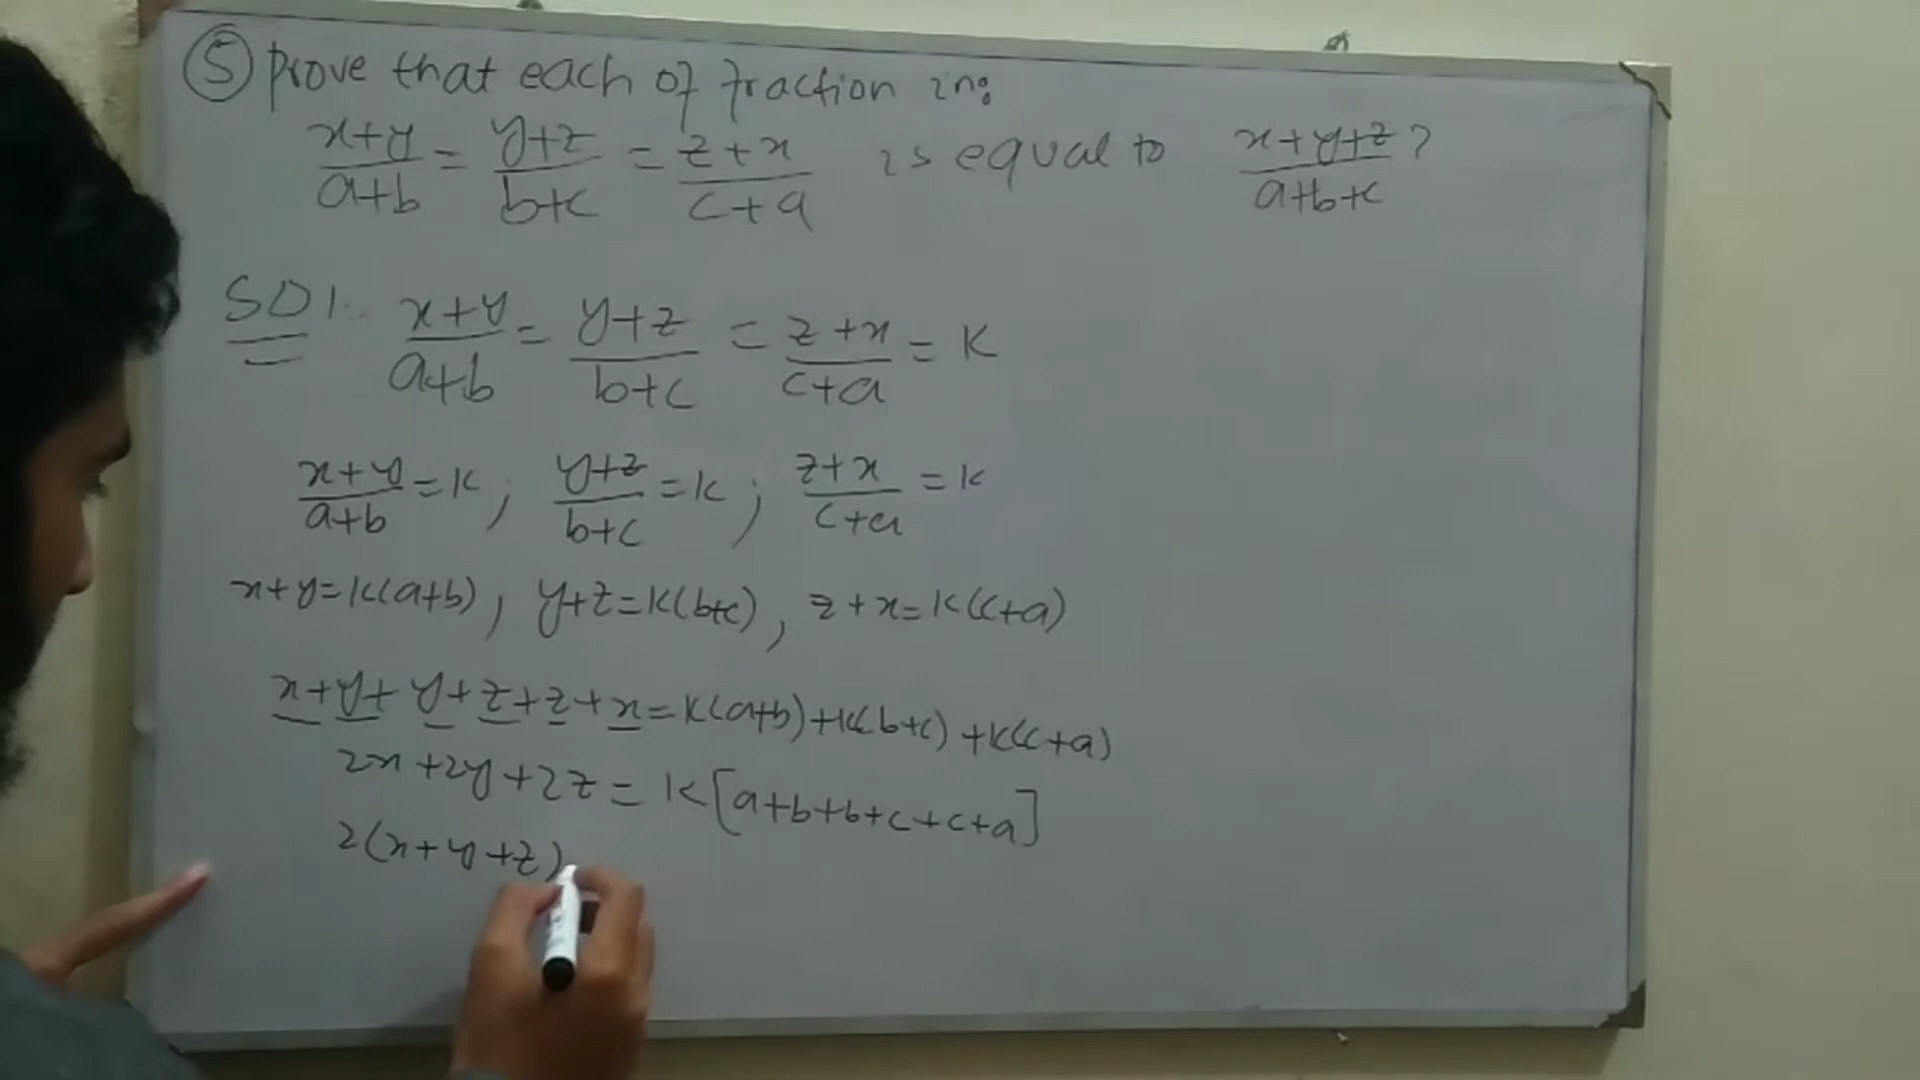 ⑤ Prove that each of fraction in:
x+y/a+b = y+z/b+c = z+x/c+a is equal to x+y+z/a+b+c ?
Sol. x+y/a+b = y+z/b+c = z+x/c+a = K
x+y/a+b = K ; y+z/b+c = K ; z+x/c+a = K
x+y=K(a+b), y+z=K(b+c), z+x=K(c+a)
x+y+y+z+z+x=K(a+b)+K(b+c)+K(c+a)
2x+2y+2z = K[a+b+b+c+c+a]
2(x+y+z)